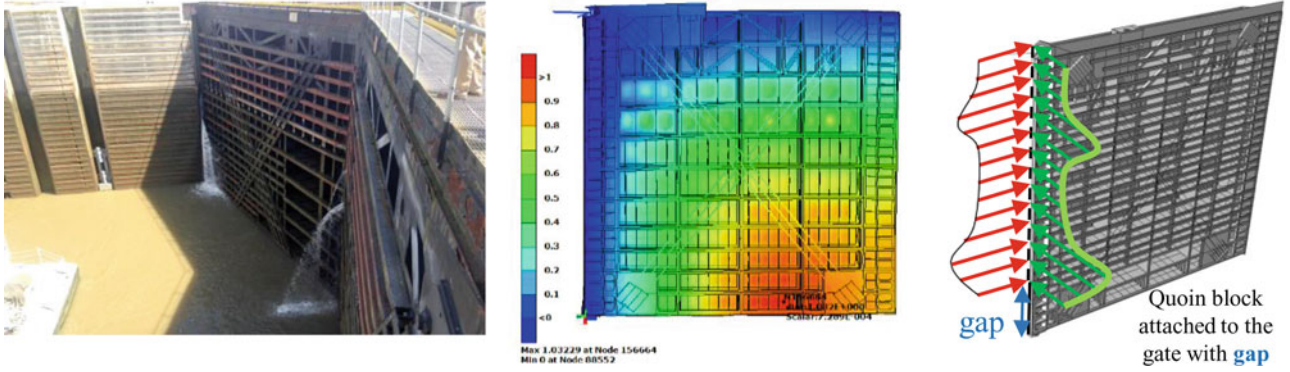 >1
0.9
0.8
0.7
0.6
0.5
0.4
0.3
0.2
0.1
<0
Max 1.03229 at Node 156664
Min 0 at Node 88552
gap
Quoin block
attached to the
gate with gap